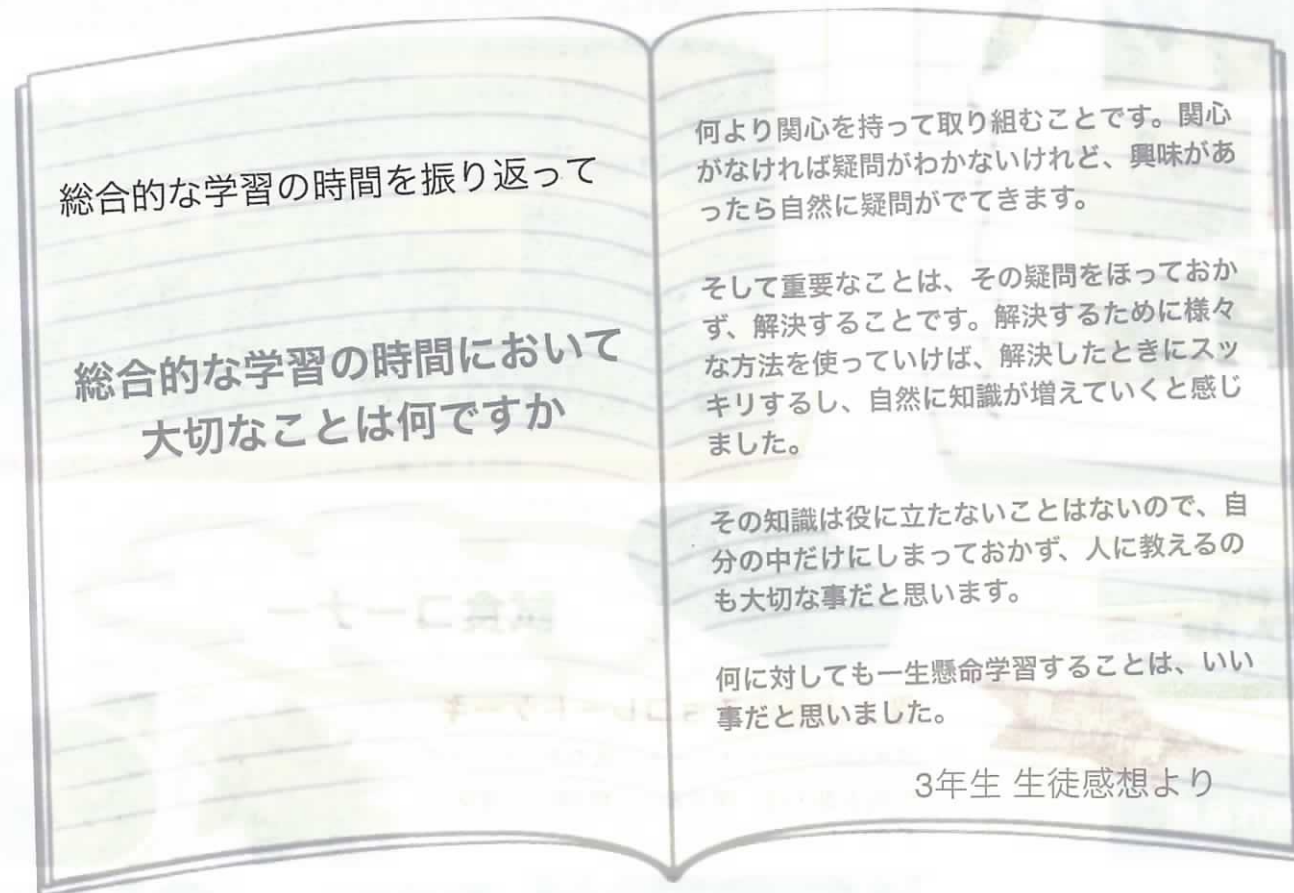 総合的な学習の時間を振り返って
総合的な学習の時間において
大切なことは何ですか
何より関心を持って取り組むことです。関心
がなければ疑問がわかないけれど、興味があ
ったら自然に疑問がでてきます。
そして重要なことは、その疑問をほっておか
ず、解決することです。解決するために様々
な方法を使っていけば、解決したときにスッ
キリするし、自然に知識が増えていくと感じ
ました。
その知識は役に立たないことはないので、自
分の中だけにしまっておかず、人に教えるの
も大切な事だと思います。
何に対しても一生懸命学習することは、いい
事だと思いました。
3年生 生徒感想より
試食コーナー